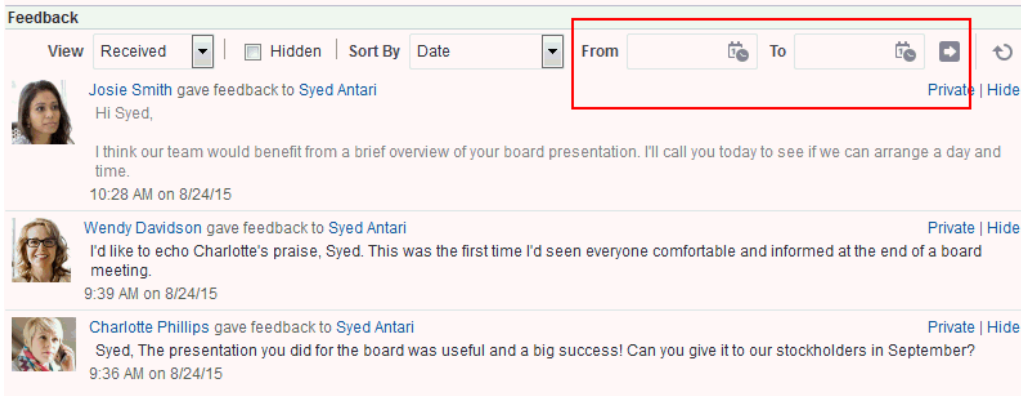 Feedback
View Received Hidden Sort By Date From To
Josie Smith gave feedback to Syed Antari Private | Hide
Hi Syed,
I think our team would benefit from a brief overview of your board presentation. I'll call you today to see if we can arrange a day and
time.
10:28 AM on 8/24/15
Wendy Davidson gave feedback to Syed Antari Private | Hide
I'd like to echo Charlotte's praise, Syed. This was the first time I'd seen everyone comfortable and informed at the end of a board
meeting.
9:39 AM on 8/24/15
Charlotte Phillips gave feedback to Syed Antari Private | Hide
Syed, The presentation you did for the board was useful and a big success! Can you give it to our stockholders in September?
9:36 AM on 8/24/15